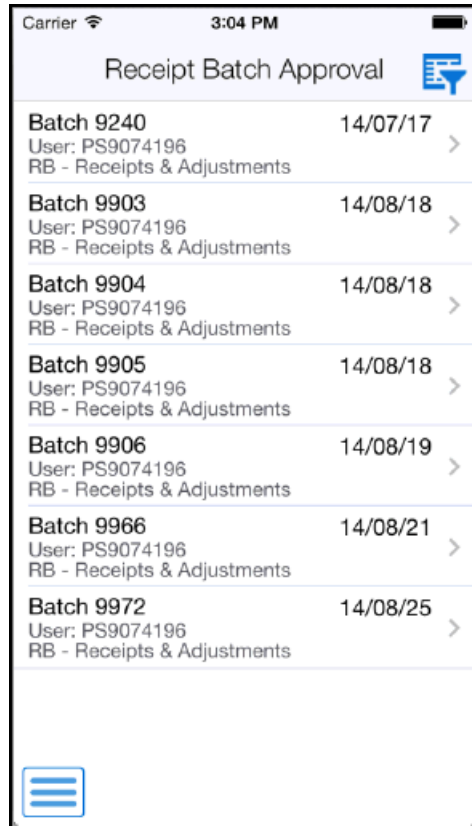 Carrier 3:04 PM
Receipt Batch Approval
Batch 9240 14/07/17
User: PS9074196
RB - Receipts & Adjustments
Batch 9903 14/08/18
User: PS9074196
RB - Receipts & Adjustments
Batch 9904 14/08/18
User: PS9074196
RB - Receipts & Adjustments
Batch 9905 14/08/18
User: PS9074196
RB - Receipts & Adjustments
Batch 9906 14/08/19
User: PS9074196
RB - Receipts & Adjustments
Batch 9966 14/08/21
User: PS9074196
RB - Receipts & Adjustments
Batch 9972 14/08/25
User: PS9074196
RB - Receipts & Adjustments